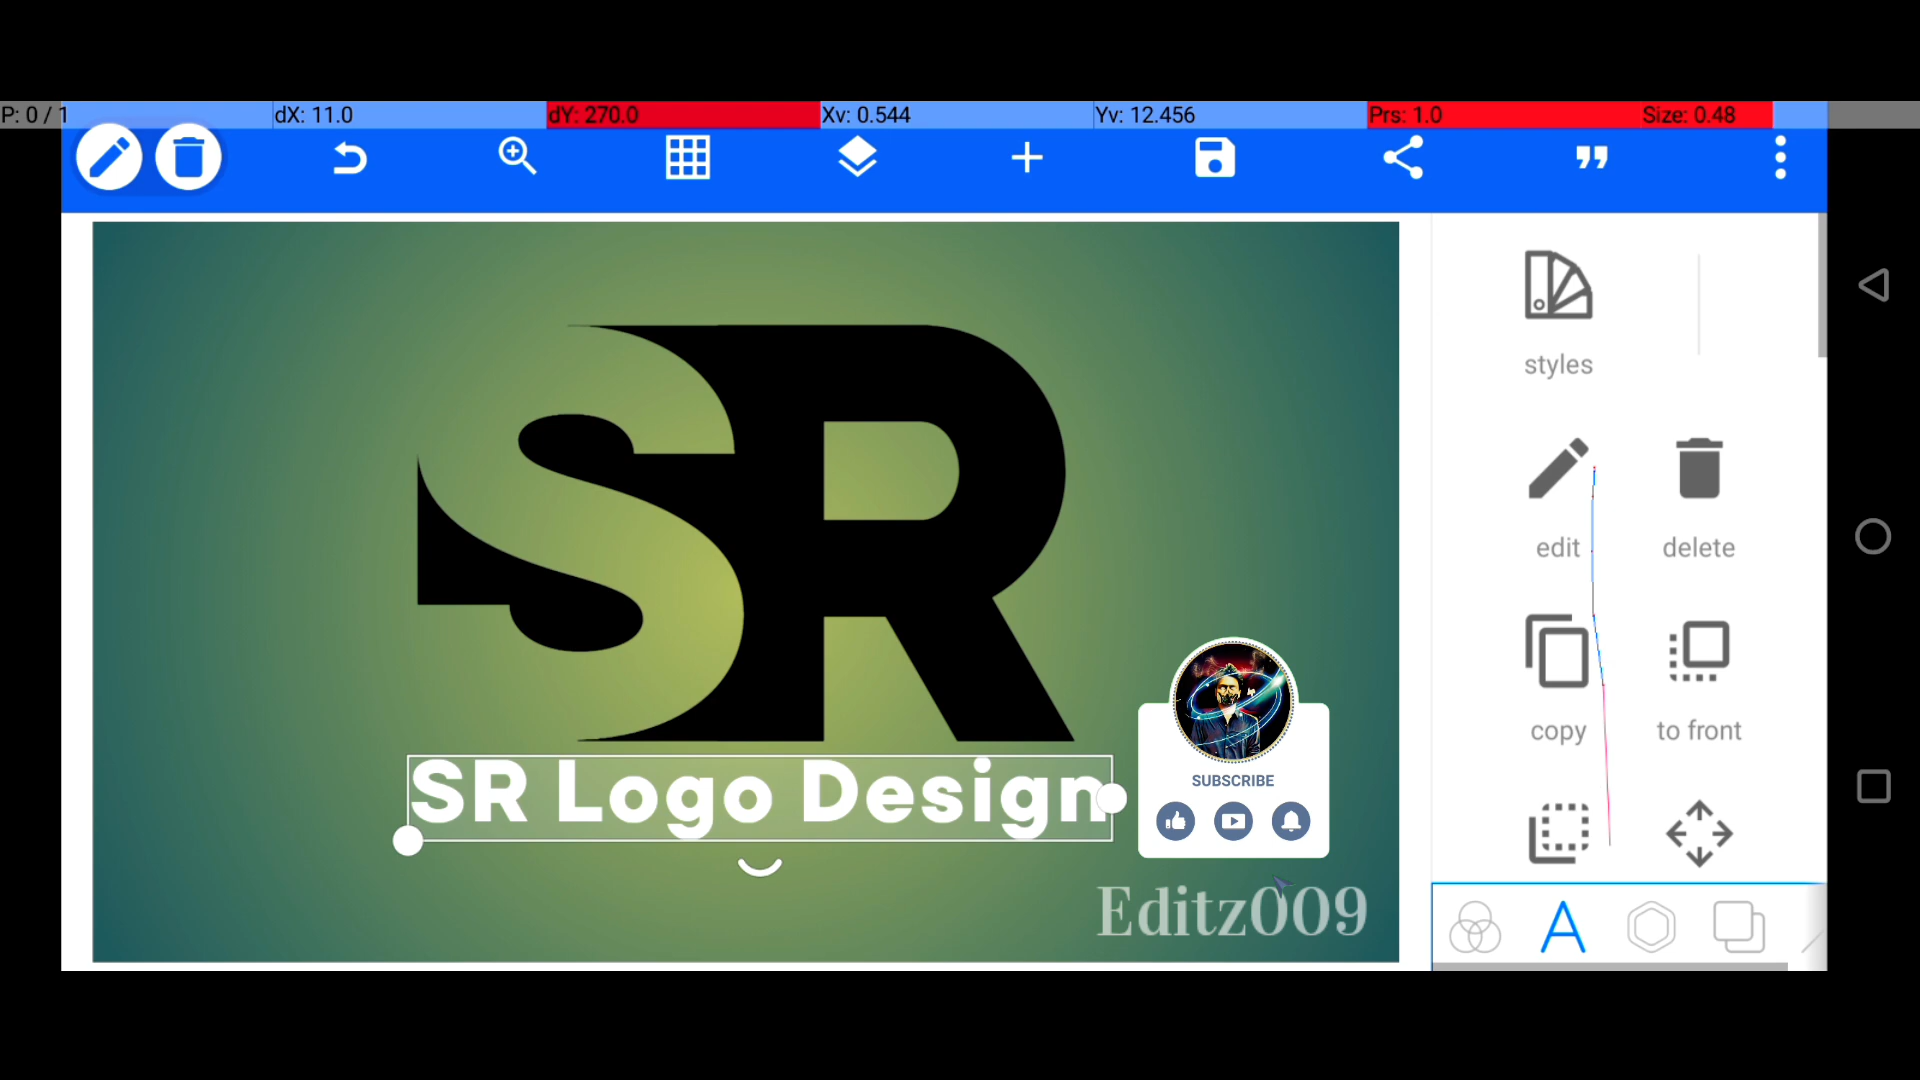 P: 0 / 1 dX: 11.0 dY: 270.0 Xv: 0.544 Yv: 12.456 Prs: 1.0 Size: 0.48
styles
SR
edit delete
copy to front
SR Logo Design
SUBSCRIBE
Editz009
A